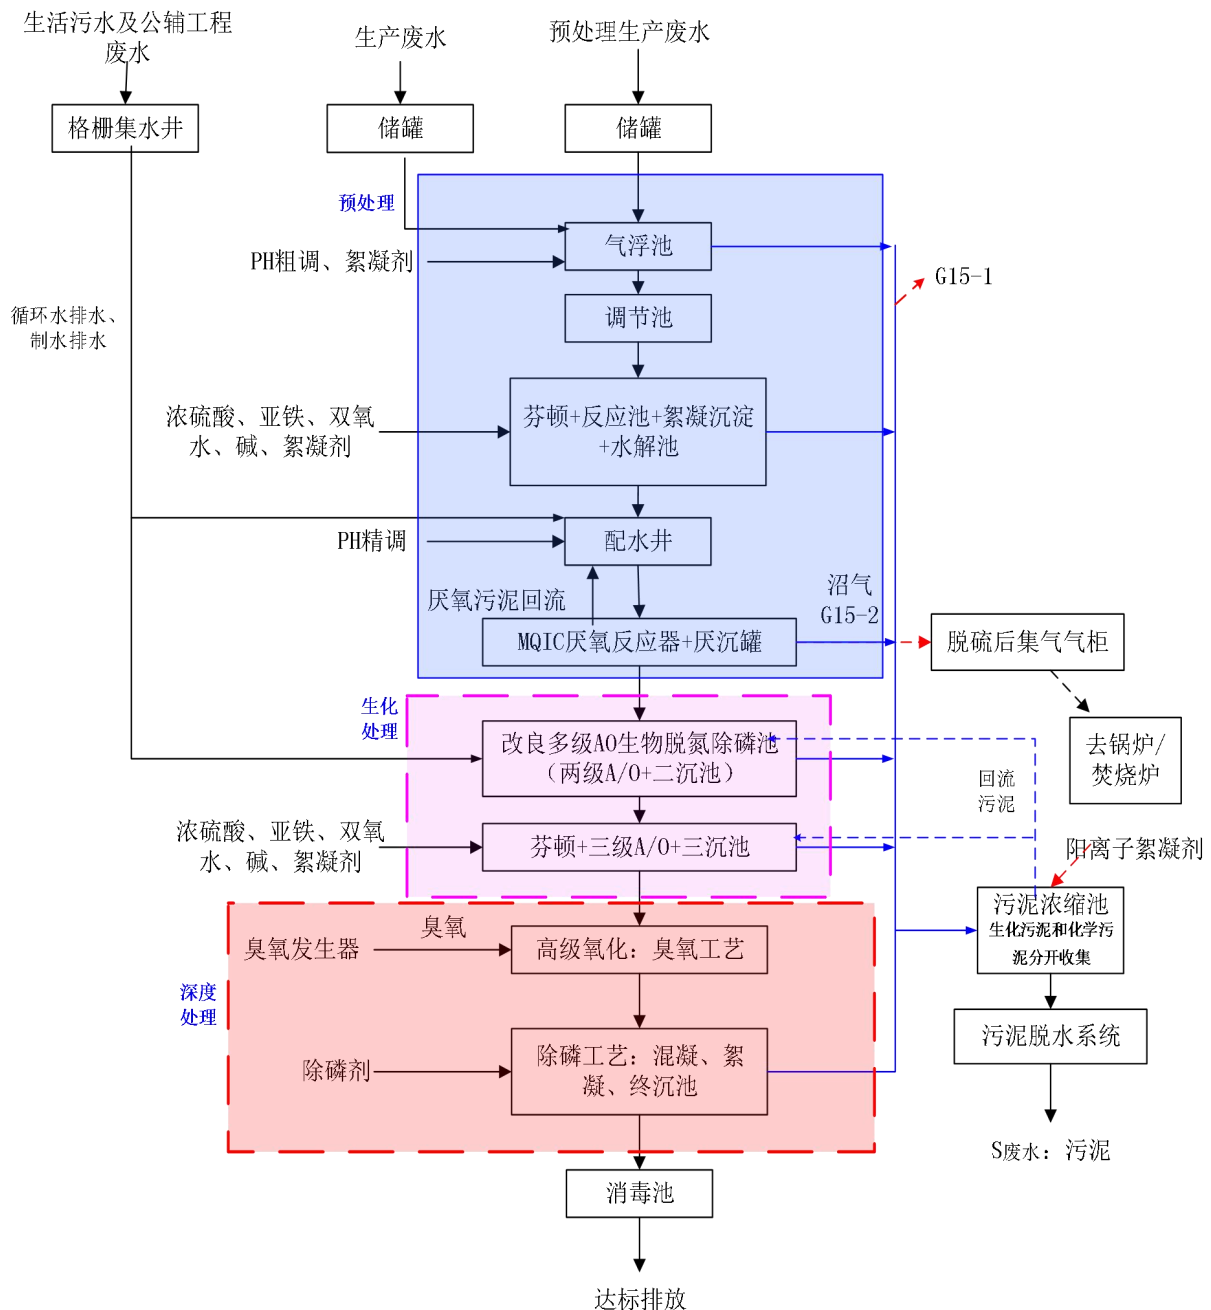 生活污水及公辅工程
废水
生产废水
预处理生产废水
格栅集水井
储罐
储罐
预处理
气浮池
PH粗调、絮凝剂
G15-1
调节池
循环水排水、
制水排水
浓硫酸、亚铁、双氧
水、碱、絮凝剂
芬顿+反应池+絮凝沉淀
+水解池
PH精调
配水井
厌氧污泥回流
沼气
G15-2
MQIC厌氧反应器+厌沉罐
脱硫后集气气柜
生化
处理
改良多级AO生物脱氮除磷池
（两级A/O+二沉池）
去锅炉/
焚烧炉
回流
污泥
浓硫酸、亚铁、双氧
水、碱、絮凝剂
芬顿+三级A/O+三沉池
阳离子絮凝剂
污泥浓缩池
生化污泥和化学污
泥分开收集
臭氧发生器
臭氧
高级氧化：臭氧工艺
深度
处理
污泥脱水系统
除磷剂
除磷工艺：混凝、絮
凝、终沉池
S废水：污泥
消毒池
达标排放